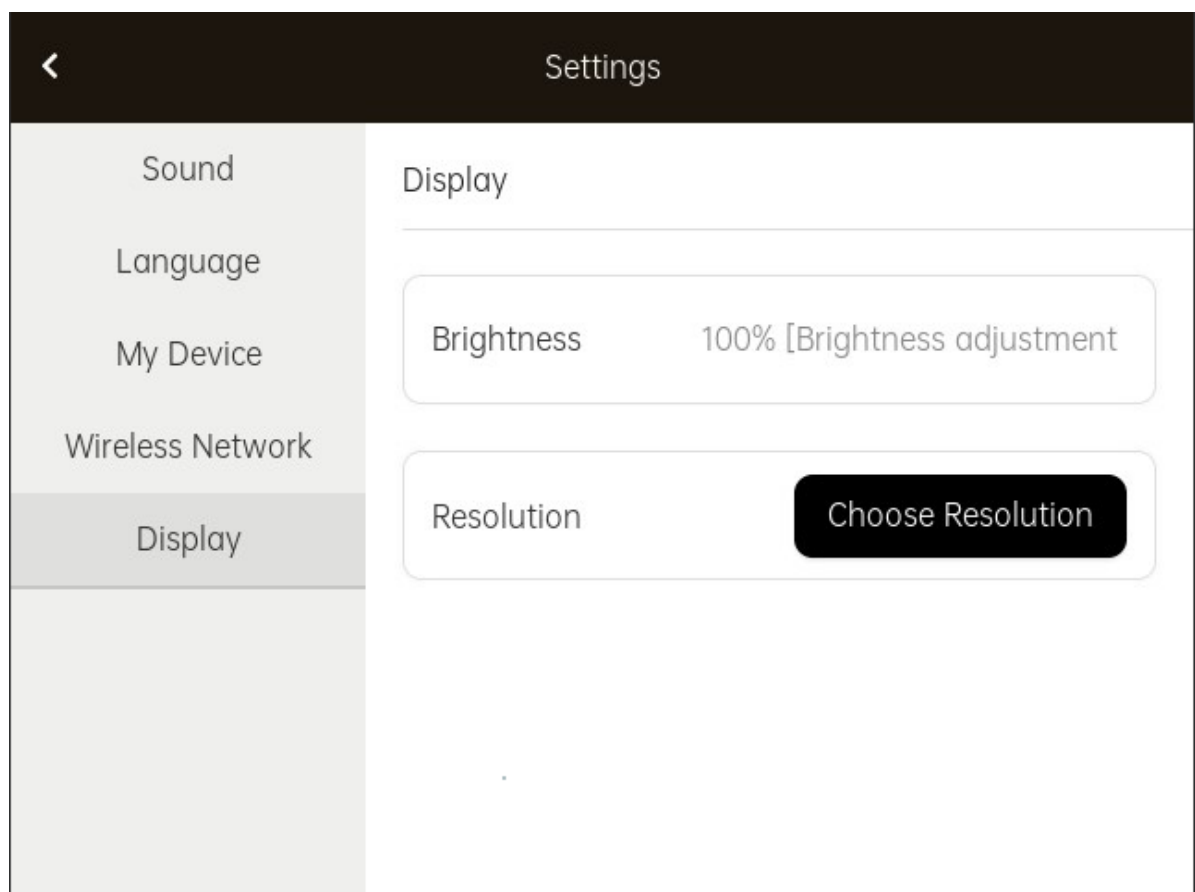 Settings
Sound
Language
My Device
Wireless Network
Display
Display
Brightness 100% [Brightness adjustment
Resolution Choose Resolution